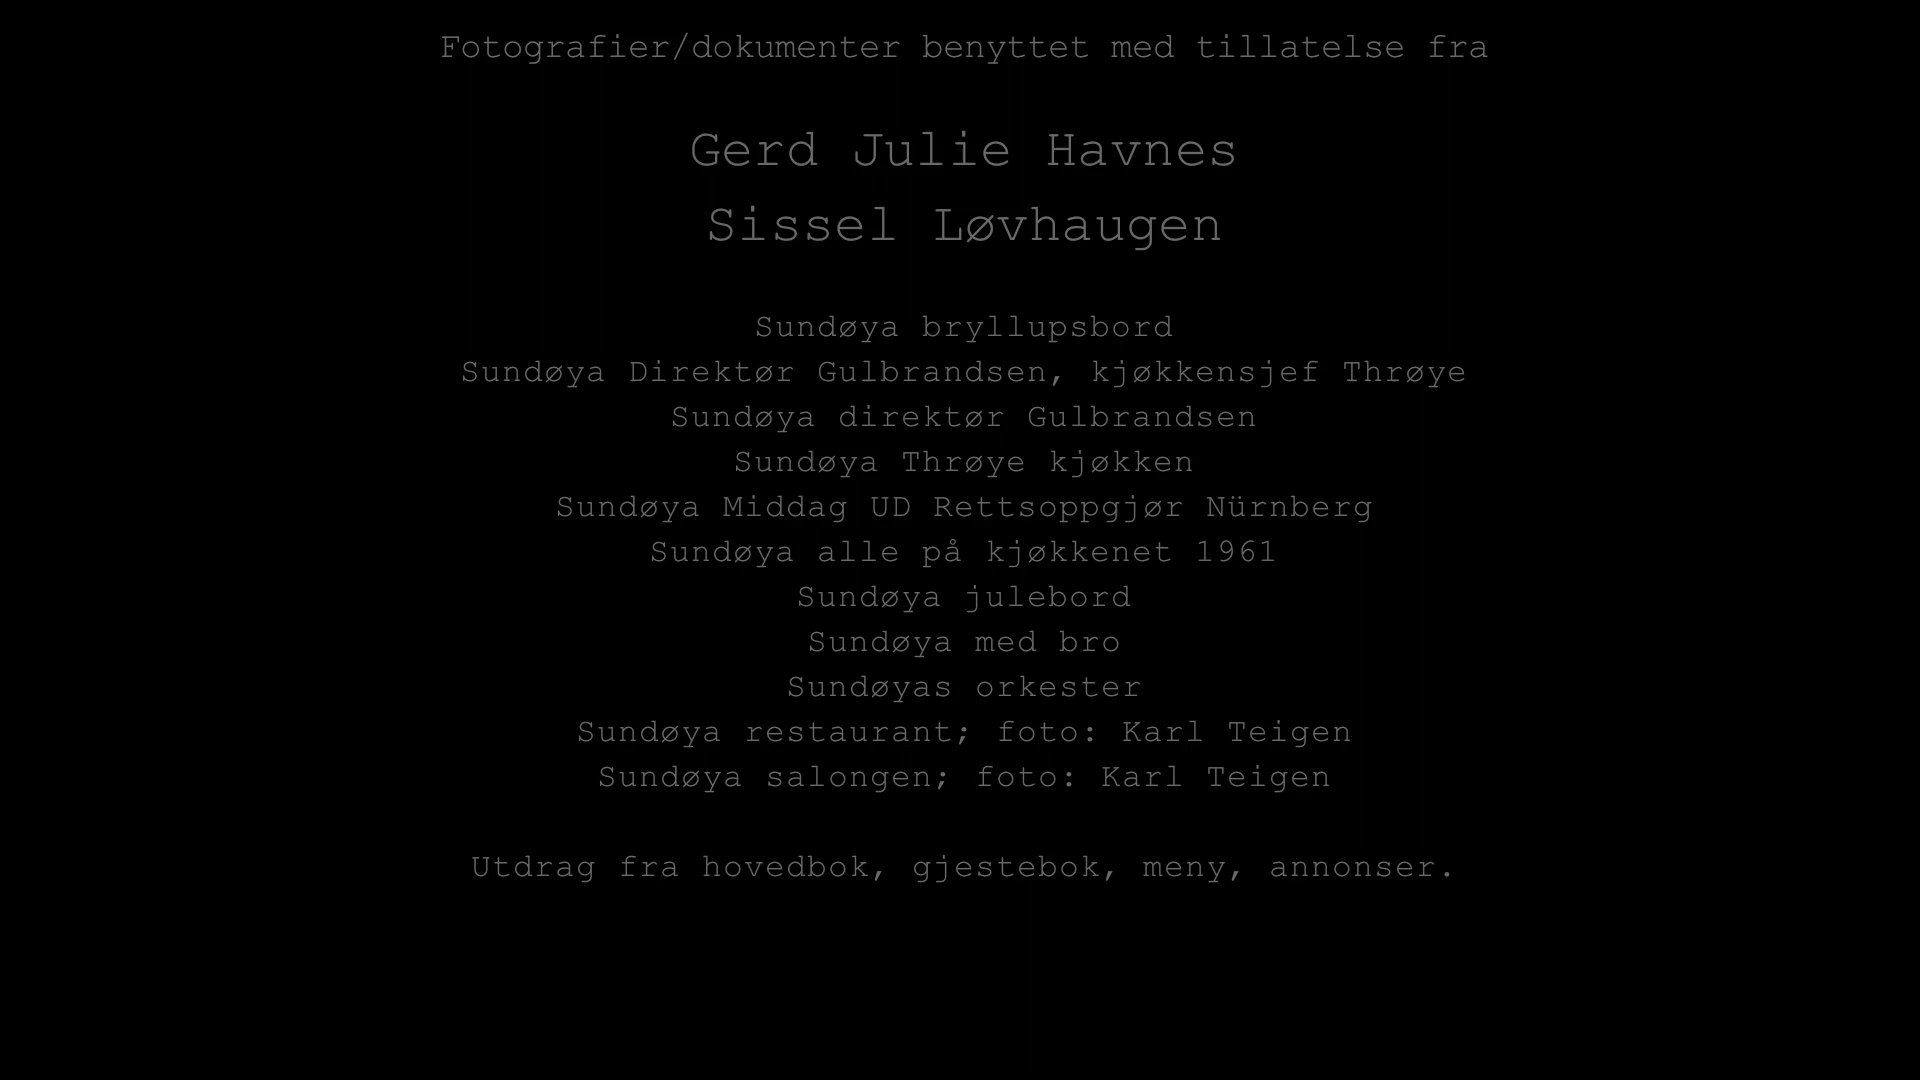 Fotografier/dokumenter benyttet med tillatelse fra
Gerd Julie Havnes
Sissel Løvhaugen
Sundøya bryllupsbord
Sundøya Direktør Gulbrandsen, kjøkkensjef Thrøye
Sundøya direktør Gulbrandsen
Sundøya Thrøye kjøkken
Sundøya Middag UD Rettsoppgjør Nürnberg
Sundøya alle på kjøkkenet 1961
Sundøya julebord
Sundøya med bro
Sundøyas orkester
Sundøya restaurant; foto: Karl Teigen
Sundøya salongen; foto: Karl Teigen
Utdrag fra hovedbok, gjestebok, meny, annonser.